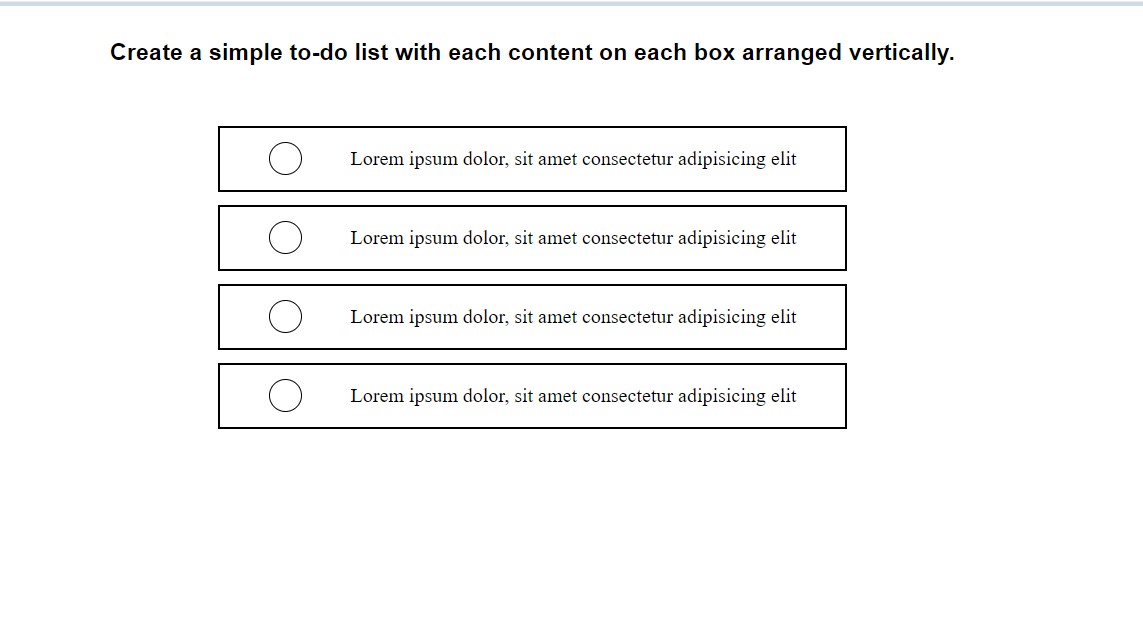 Create a simple to-do list with each content on each box arranged vertically.
Lorem ipsum dolor, sit amet consectetur adipisicing elit
Lorem ipsum dolor, sit amet consectetur adipisicing elit
Lorem ipsum dolor, sit amet consectetur adipisicing elit
Lorem ipsum dolor, sit amet consectetur adipisicing elit